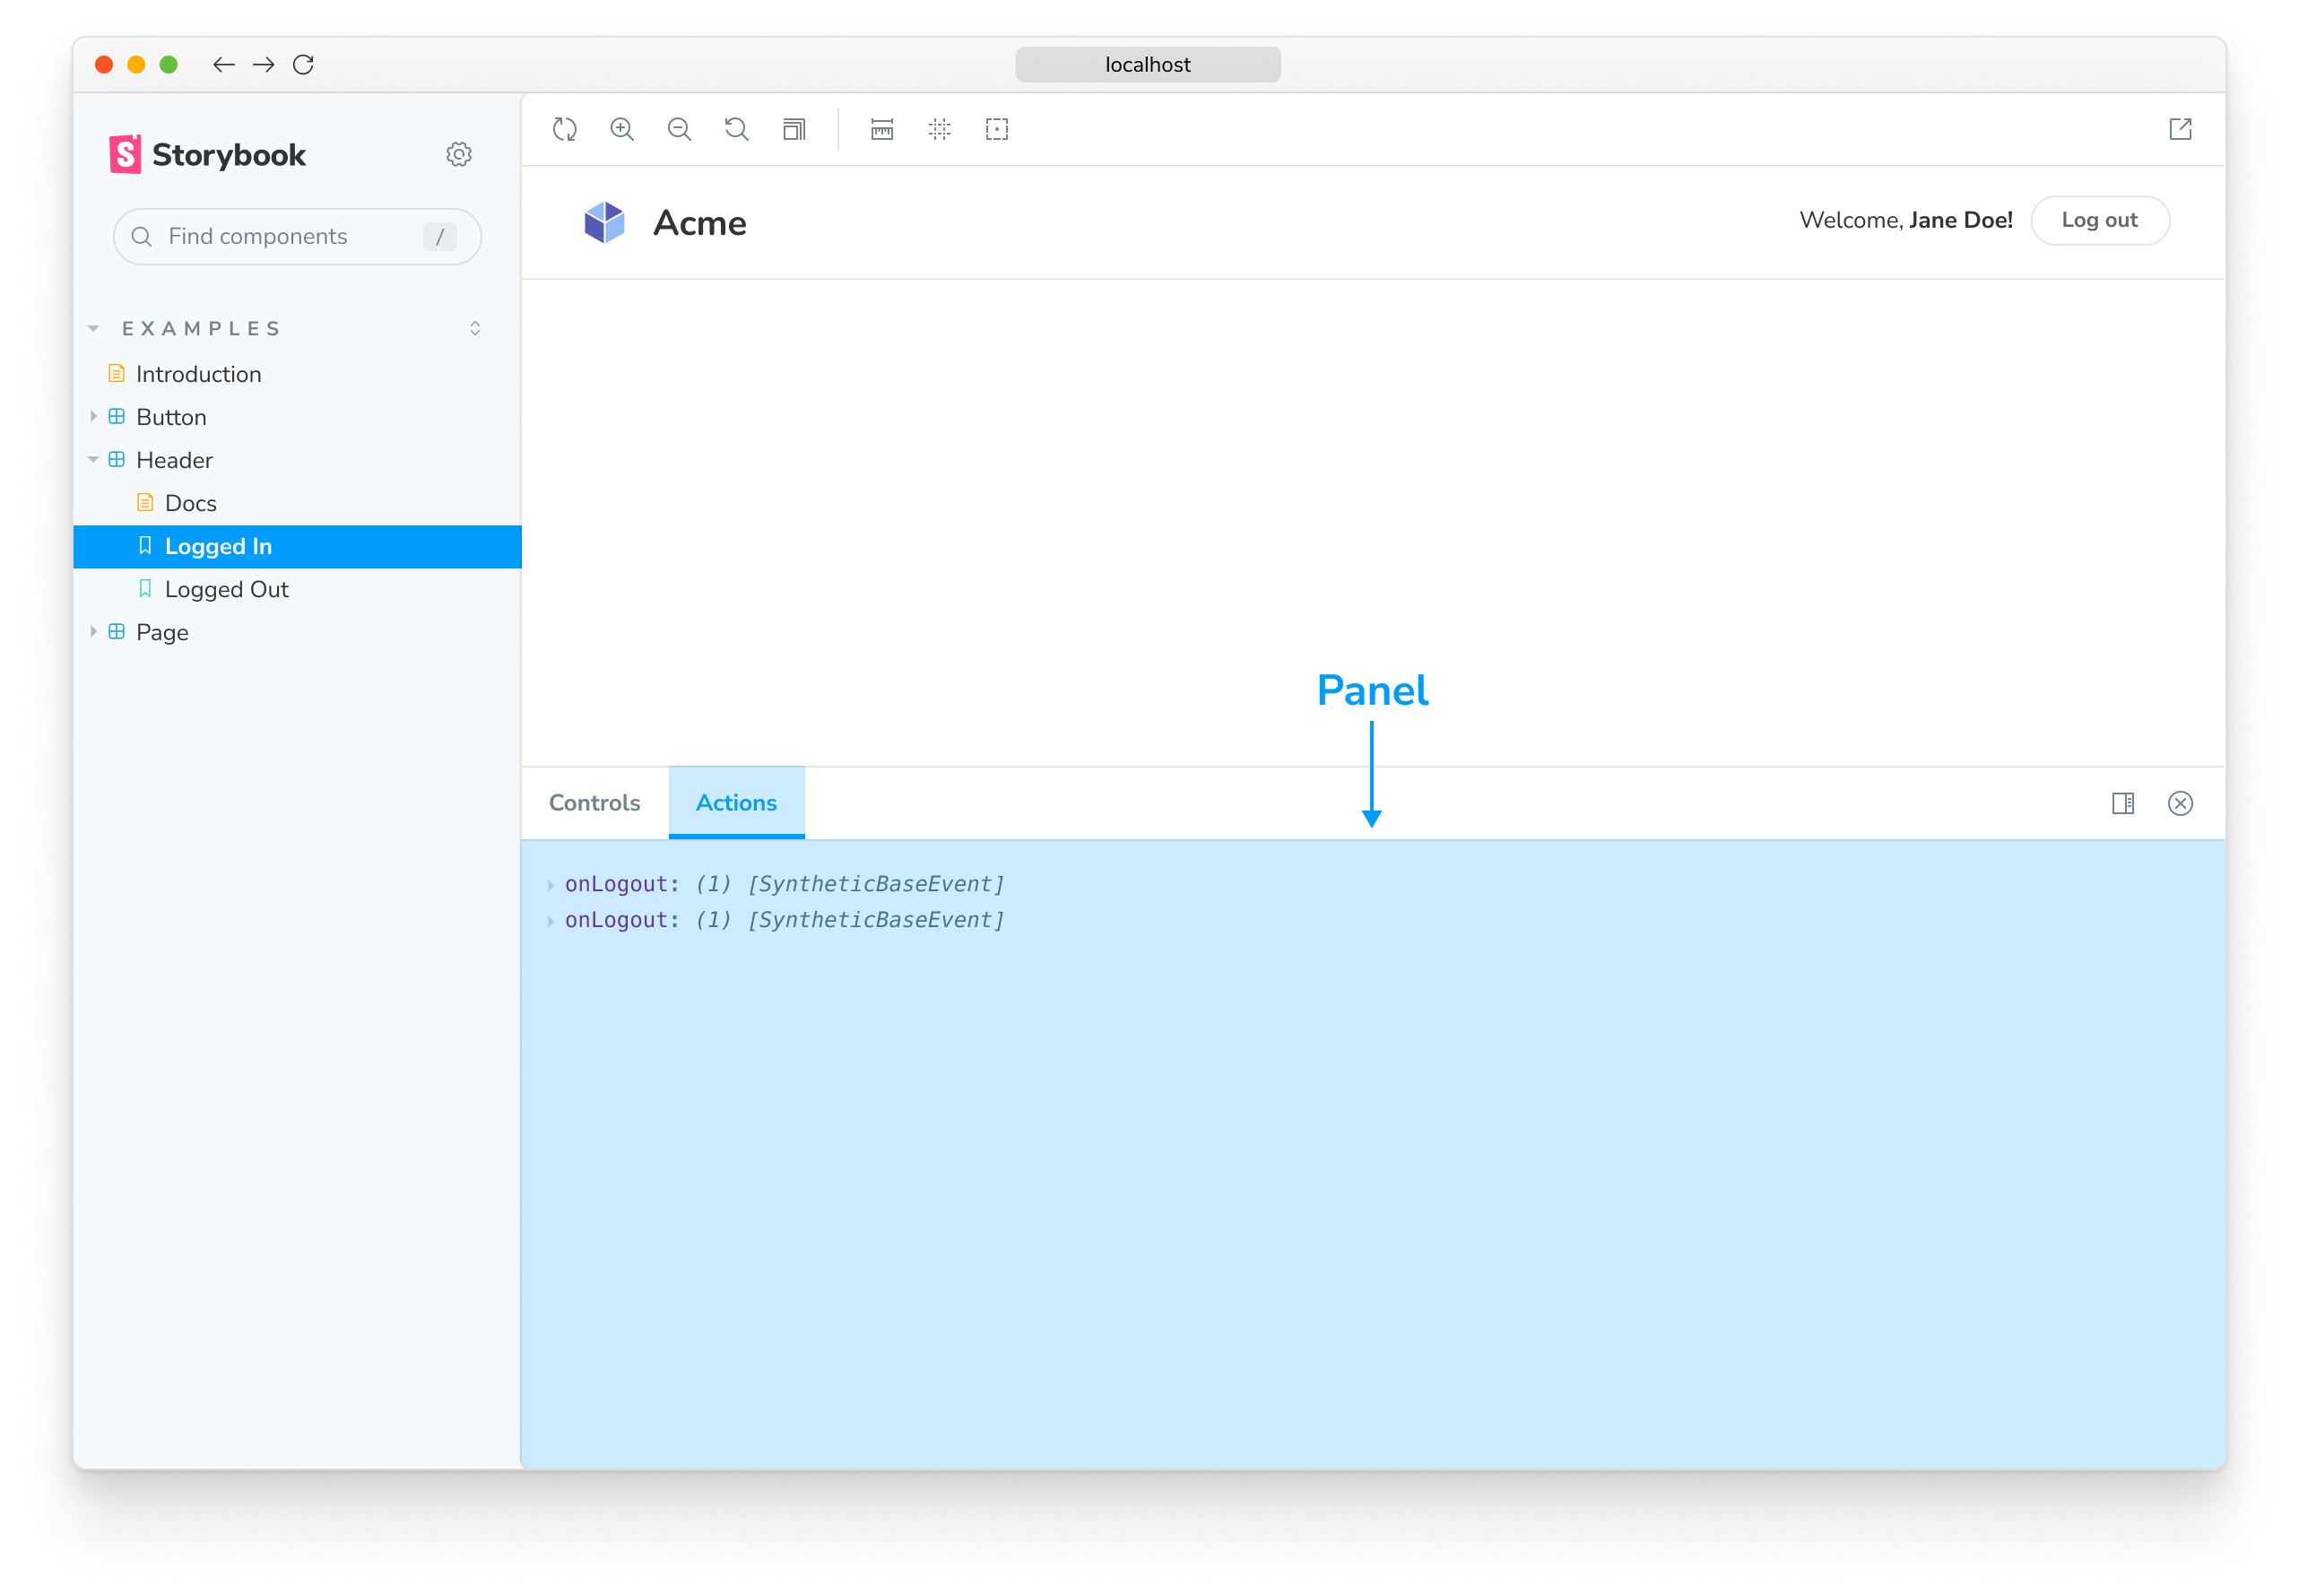 localhost
Storybook
Find components /
EXAMPLES
Introduction
Button
Header
Docs
Logged In
Logged Out
Page
Acme
Welcome, Jane Doe! Log out
Panel
Controls Actions
onLogout: (1) [SyntheticBaseEvent]
onLogout: (1) [SyntheticBaseEvent]